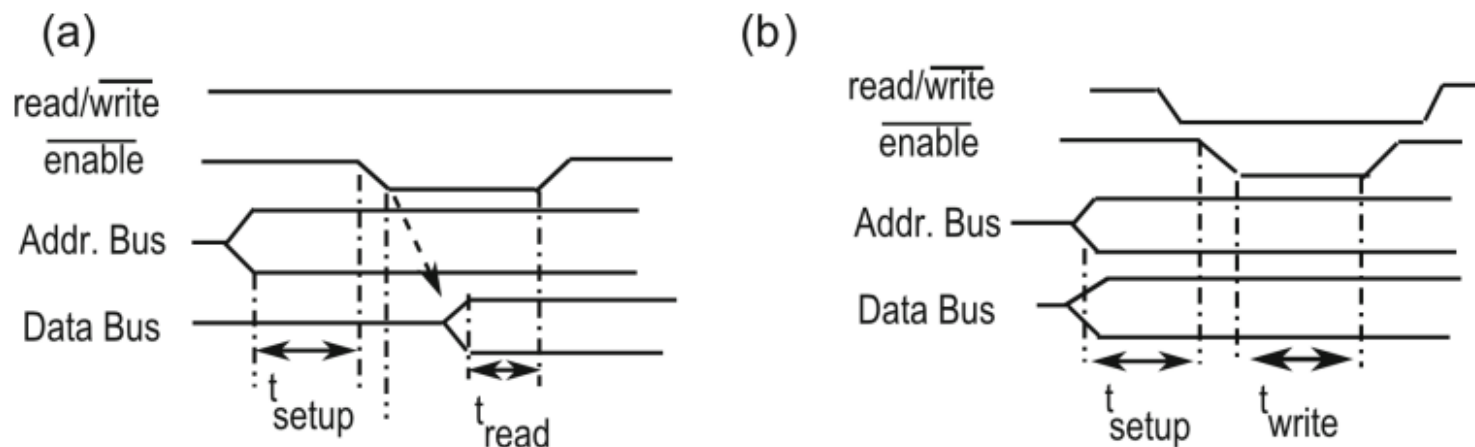 (a)
read/write
enable
Addr. Bus
Data Bus
t setup
t read
(b)
read/write
enable
Addr. Bus
Data Bus
t setup
t write